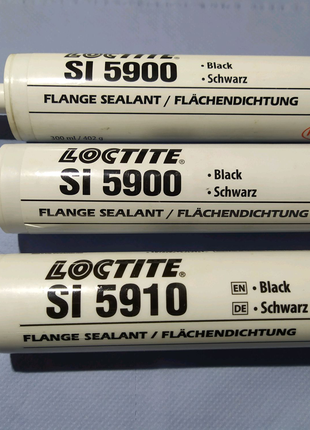 LOCTITE®
SI 5900
• Black
• Schwarz
FLANGE SEALANT / FLÄCHENDICHTUNG
300 ml / 402 g
LOCTITE®
SI 5900
• Black
• Schwarz
FLANGE SEALANT / FLÄCHENDICHTUNG
LOCTITE®
SI 5910
EN • Black
DE • Schwarz
FLANGE SEALANT / FLÄCHENDICHTUNG